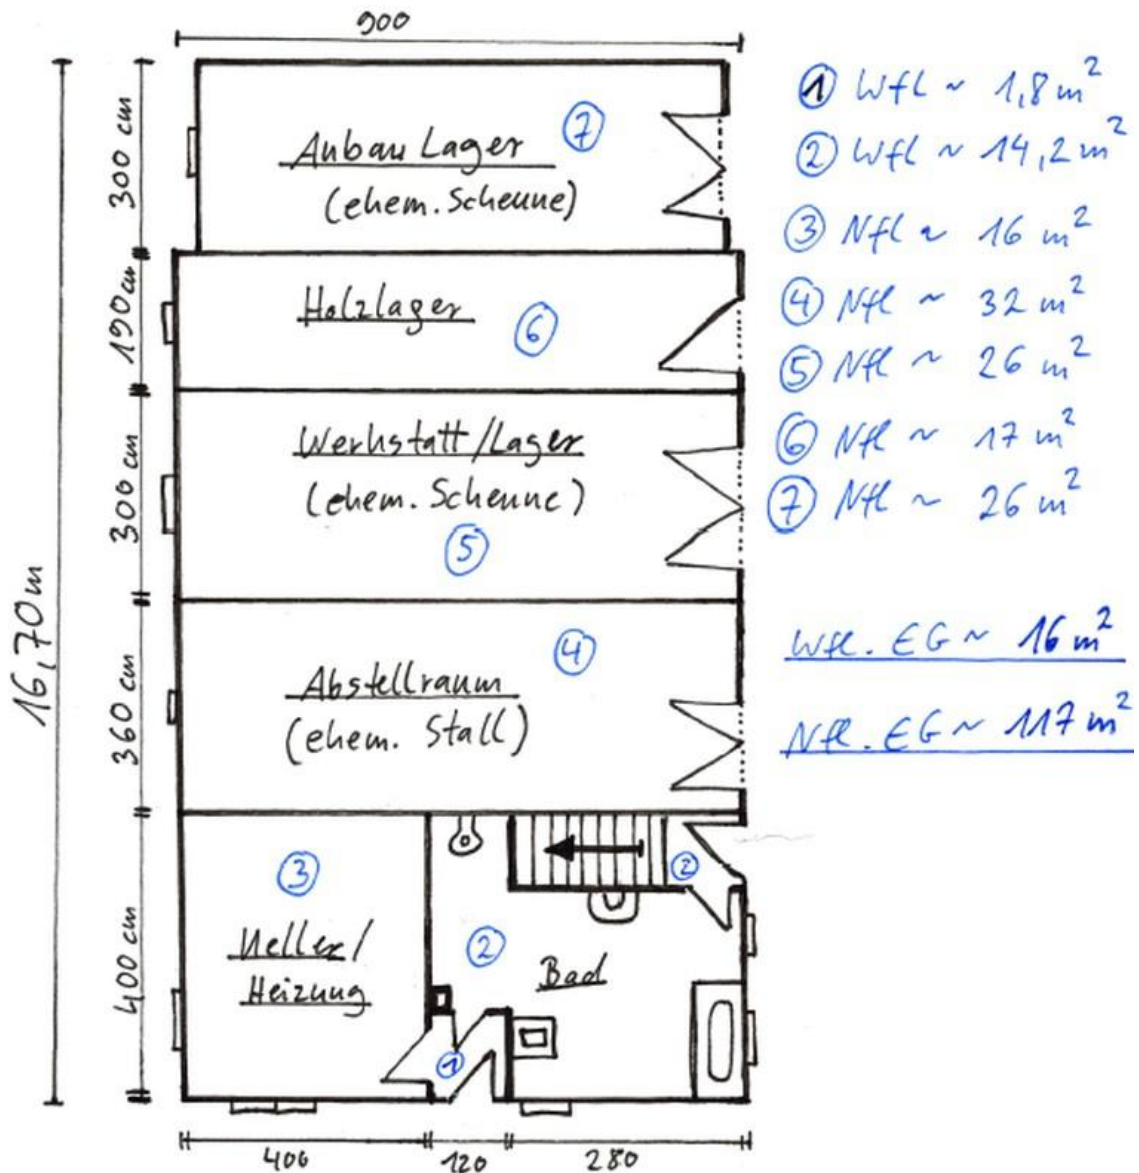 900
300 cm
190 cm
300 cm
360 cm
400 cm
16,70m
Anbau Lager
(ehem. Scheune)
7
Holzlager
6
Werkstatt/Lager
(ehem. Scheune)
5
4
Abstellraum
(ehem. Stall)
3
Keller/
Heizung
2
2
Bad
1
400
120
280
1 Wfl ~ 1,8 m²
2 Wfl ~ 14,2 m²
3 Nfl ~ 16 m²
4 Nfl ~ 32 m²
5 Nfl ~ 26 m²
6 Nfl ~ 17 m²
7 Nfl ~ 26 m²
Wfl. EG ~ 16 m²
Nfl. EG ~ 117 m²